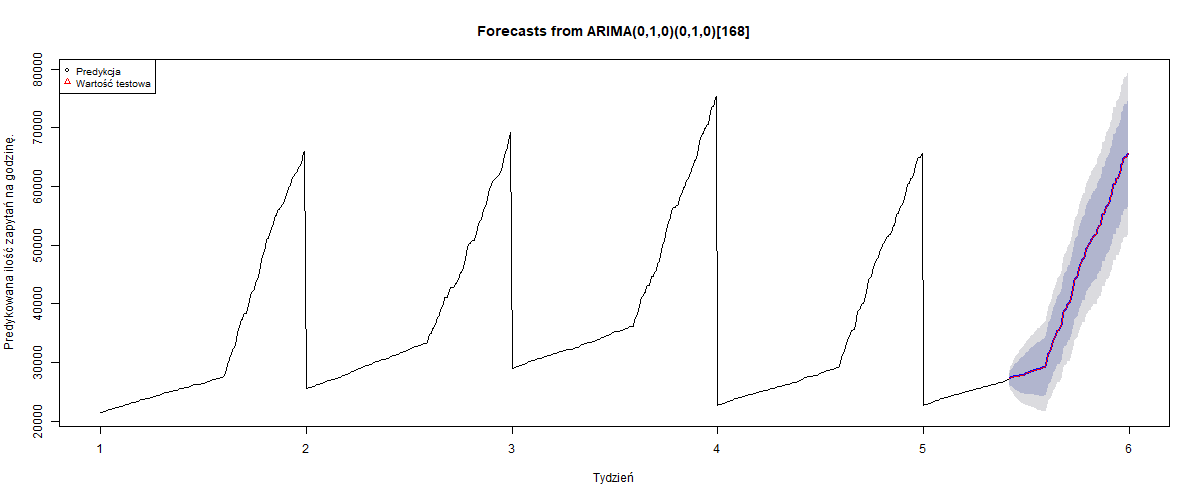 Forecasts from ARIMA(0,1,0)(0,1,0)[168]
Predykcja
Wartość testowa
Predykowana ilość zapytań na godzinę.
80000
70000
60000
50000
40000
30000
20000
1 2 3 4 5 6
Tydzień